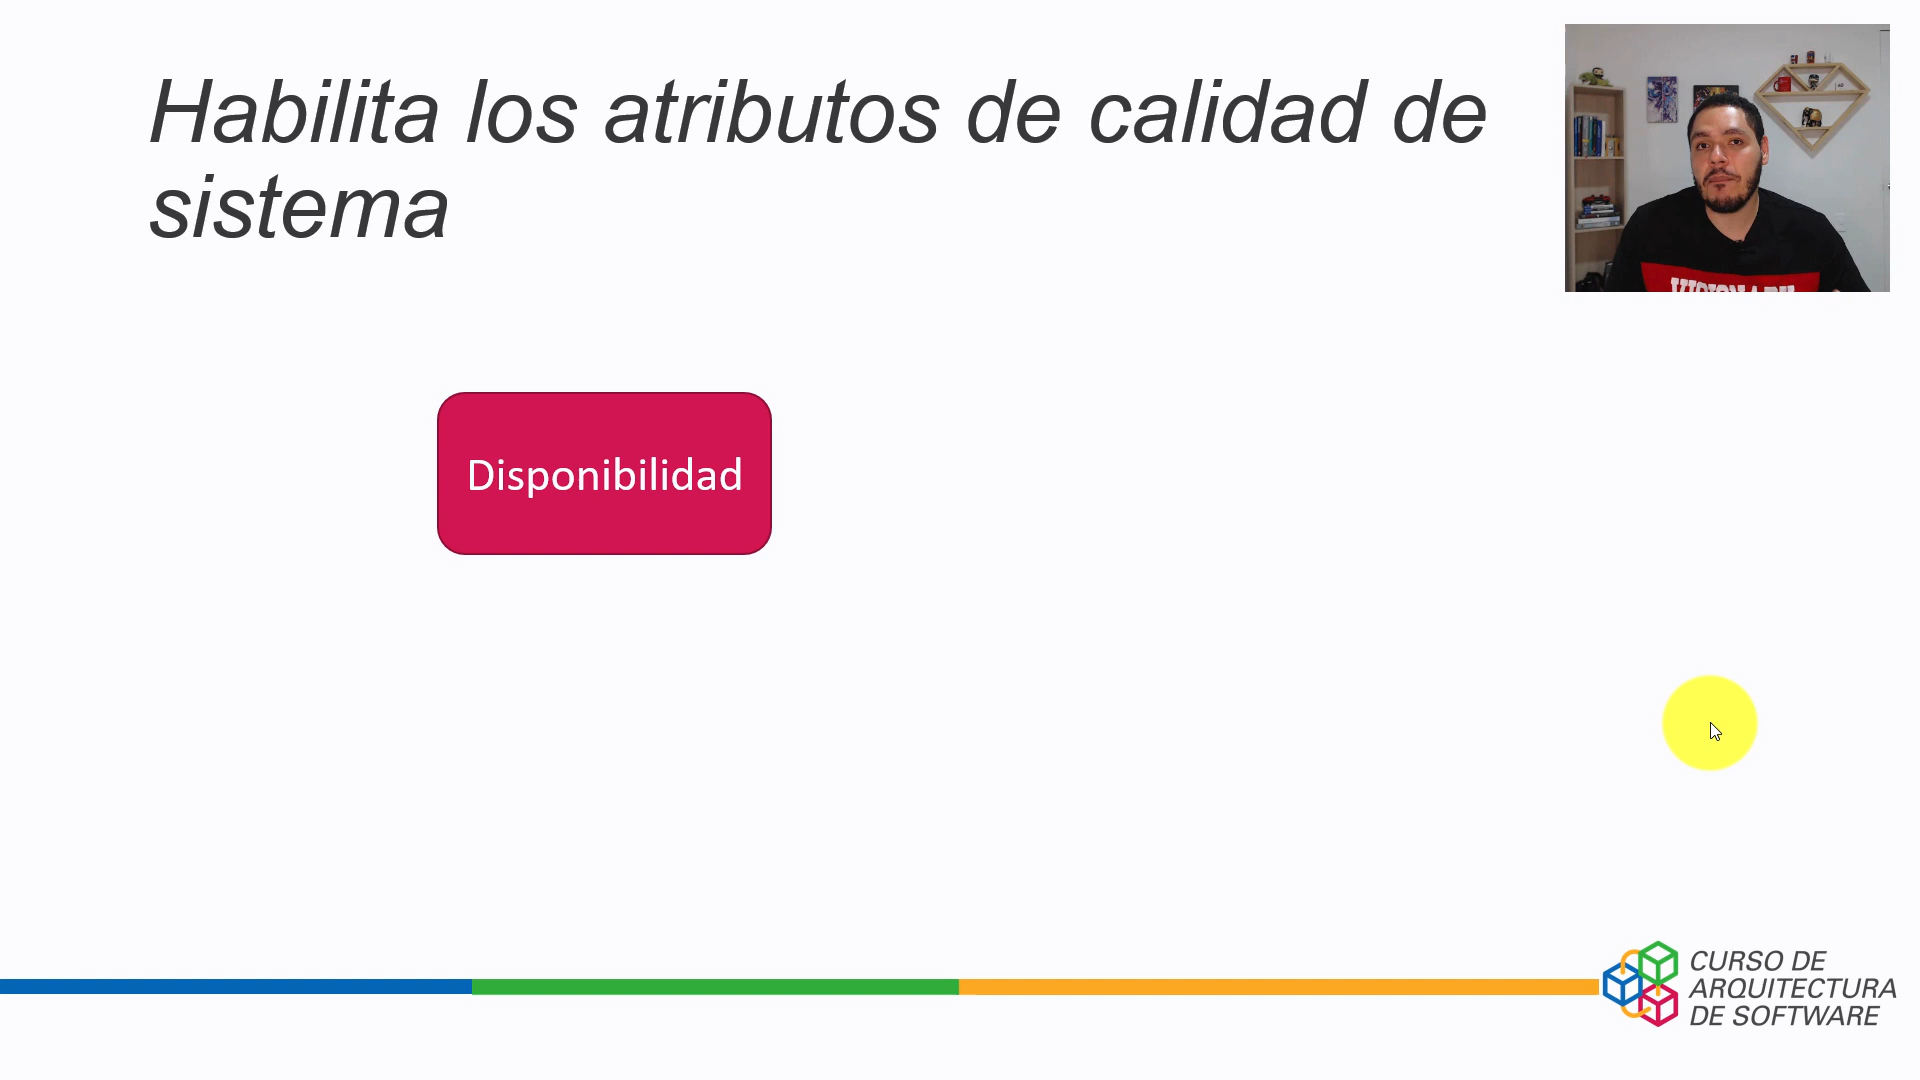 Habilita los atributos de calidad de
sistema
Disponibilidad
CURSO DE
ARQUITECTURA
DE SOFTWARE